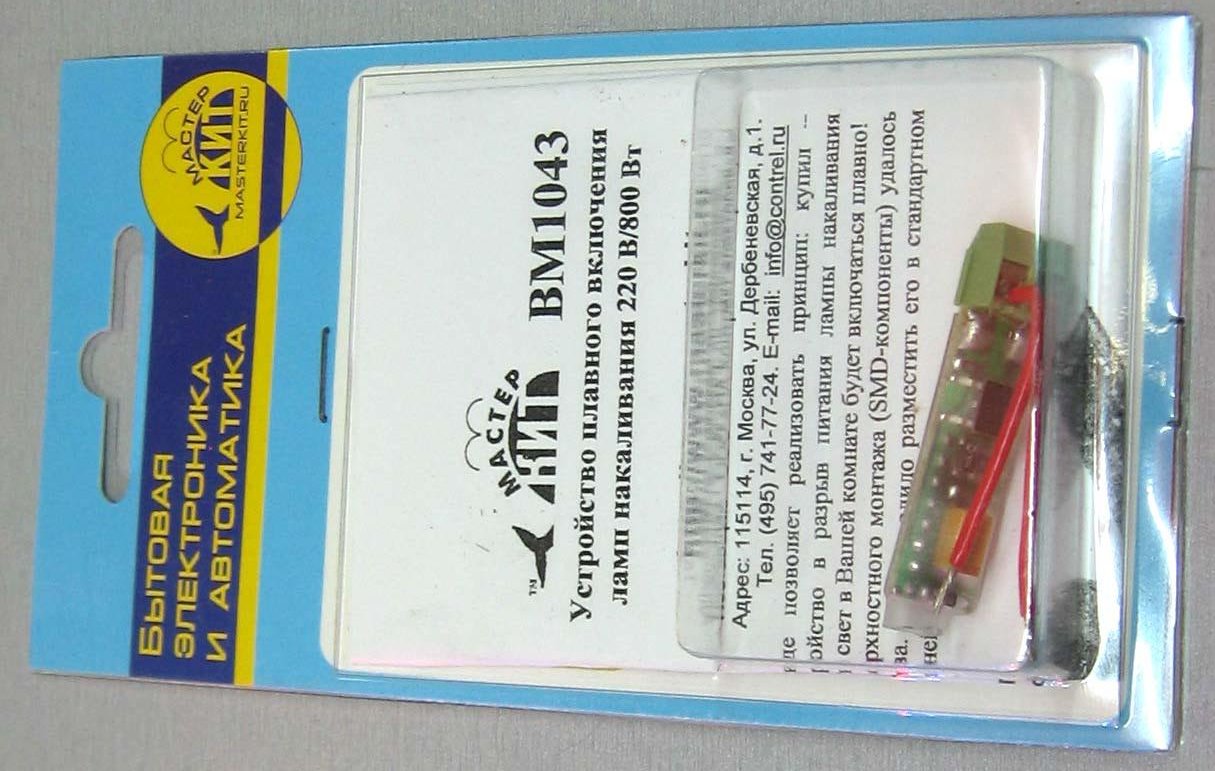 БЫТОВАЯ
ЭЛЕКТРОНИКА
И АВТОМАТИКА
МАСТЕР
КИТ
MASTERKIT.RU
МАСТЕР
КИТ
TM
BM1043
Устройство плавного включения
ламп накаливания 220 В/800 Вт
Адрес: 115114, г. Москва, ул. Дербеневская, д.1.
Тел. (495) 741-77-24. E-mail: info@contrel.ru
позволяет реализовать принцип: купил --
в разрыв питания лампы накаливания
свет в Вашей комнате будет включаться плавно!
монтажа (SMD-компоненты) удалось
разместить его в стандартном